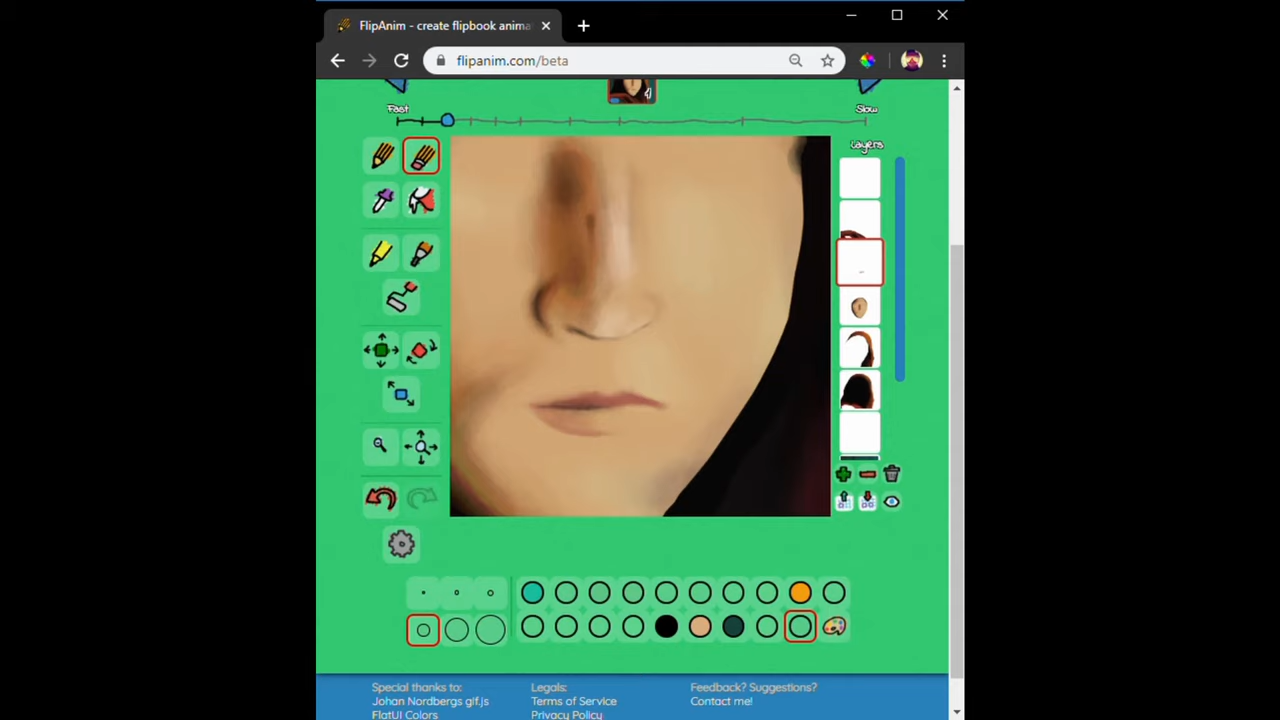 FlipAnim - create flipbook anima
flipanim.com/beta
Fast
Slow
Layers
Special thanks to:
Johan Nordbergs gif.js
FlatUI Colors
Legals:
Terms of Service
Privacy Policy
Feedback? Suggestions?
Contact me!